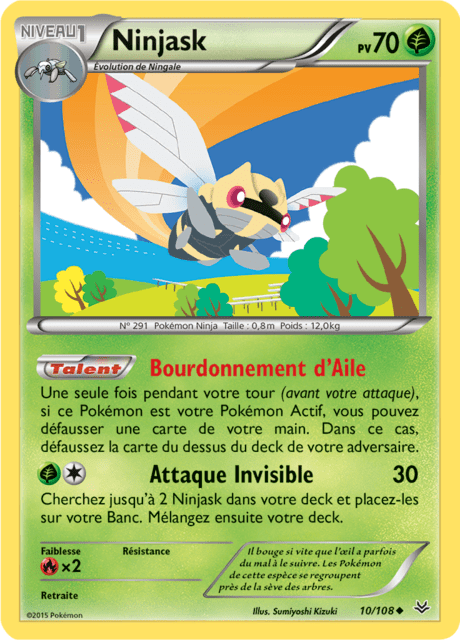 NIVEAU 1
Ninjask
PV 70
Évolution de Ningale
N° 291 Pokémon Ninja Taille : 0,8m Poids : 12,0kg
Talent Bourdonnement d'Aile
Une seule fois pendant votre tour (avant votre attaque),
si ce Pokémon est votre Pokémon Actif, vous pouvez
défausser une carte de votre main. Dans ce cas,
défaussez la carte du dessus du deck de votre adversaire.
Attaque Invisible 30
Cherchez jusqu'à 2 Ninjask dans votre deck et placez-les
sur votre Banc. Mélangez ensuite votre deck.
Faiblesse Résistance
×2
Retraite
Il bouge si vite que l'œil a parfois
du mal à le suivre. Les Pokémon
de cette espèce se regroupent
près de la sève des arbres.
©2015 Pokémon
Illus. Sumiyoshi Kizuki 10/108